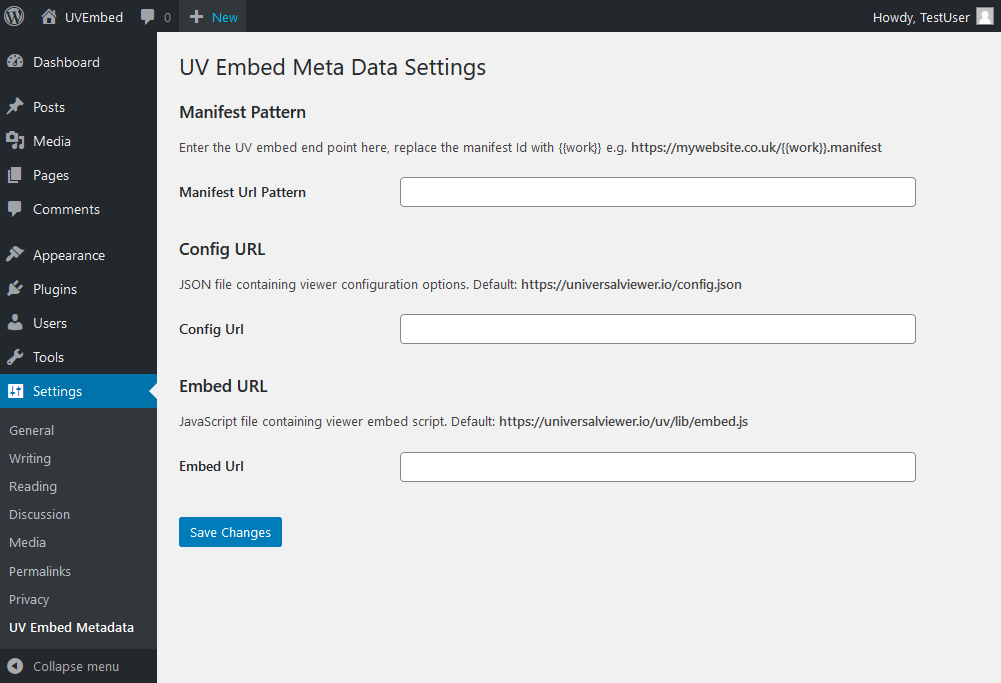 UVEmbed 0 New Howdy, TestUser
Dashboard
Posts
Media
Pages
Comments
Appearance
Plugins
Users
Tools
Settings
General
Writing
Reading
Discussion
Media
Permalinks
Privacy
UV Embed Metadata
Collapse menu
UV Embed Meta Data Settings
Manifest Pattern
Enter the UV embed end point here, replace the manifest Id with {{work}} e.g. https://mywebsite.co.uk/{{work}}.manifest
Manifest Url Pattern
Config URL
JSON file containing viewer configuration options. Default: https://universalviewer.io/config.json
Config Url
Embed URL
JavaScript file containing viewer embed script. Default: https://universalviewer.io/uv/lib/embed.js
Embed Url
Save Changes